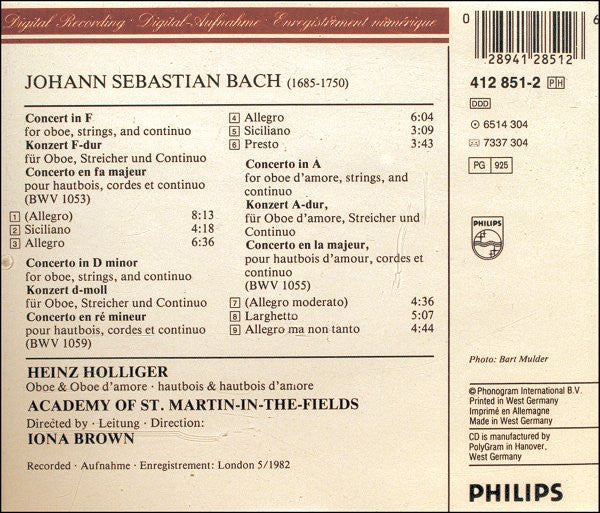 Digital Recording · Digital-Aufnahme · Enregistrement numérique
JOHANN SEBASTIAN BACH (1685-1750)
Concert in F
for oboe, strings, and continuo
Konzert F-dur
für Oboe, Streicher und Continuo
Concerto en fa majeur
pour hautbois, cordes et continuo
(BWV 1053)
1 (Allegro) 8:13
2 Siciliano 4:18
3 Allegro 6:36
Concerto in D minor
for oboe, strings, and continuo
Konzert d-moll
für Oboe, Streicher und Continuo
Concerto en ré mineur
pour hautbois, cordes et continuo
(BWV 1059)
4 Allegro 6:04
5 Siciliano 3:09
6 Presto 3:43
Concerto in A
for oboe d'amore, strings, and
continuo
Konzert A-dur,
für Oboe d'amore, Streicher und
Continuo
Concerto en la majeur,
pour hautbois d'amour, cordes et
continuo
(BWV 1055)
7 (Allegro moderato) 4:36
8 Larghetto 5:07
9 Allegro ma non tanto 4:44
HEINZ HOLLIGER
Oboe & Oboe d'amore · hautbois & hautbois d'amore
ACADEMY OF ST. MARTIN-IN-THE-FIELDS
Directed by · Leitung · Direction:
IONA BROWN
Recorded · Aufnahme · Enregistrement: London 5/1982
0 28941 28512 6
412 851-2 PH
DDD
6514 304
7337 304
PG 925
PHILIPS
Photo: Bart Mulder
℗ Phonogram International B.V.
Printed in West Germany
Imprimé en Allemagne
Made in West Germany
CD is manufactured by
PolyGram in Hanover,
West Germany
PHILIPS